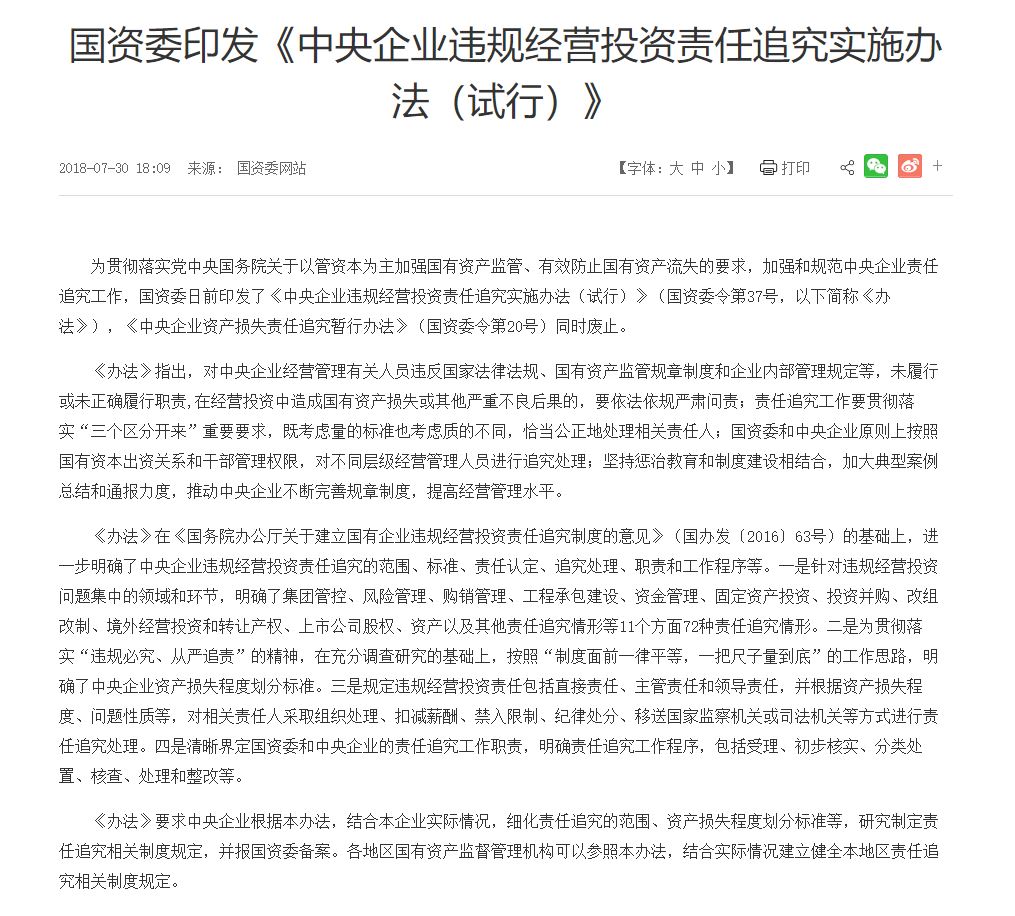 国资委印发《中央企业违规经营投资责任追究实施办
法（试行）》
2018-07-30 18:09 来源： 国资委网站
【字体：大 中 小】 打印 +
为贯彻落实党中央国务院关于以管资本为主加强国有资产监管、有效防止国有资产流失的要求，加强和规范中央企业责任
追究工作，国资委日前印发了《中央企业违规经营投资责任追究实施办法（试行）》（国资委令第37号，以下简称《办
法》），《中央企业资产损失责任追究暂行办法》（国资委令第20号）同时废止。
《办法》指出，对中央企业经营管理有关人员违反国家法律法规、国有资产监管规章制度和企业内部管理规定等，未履行
或未正确履行职责,在经营投资中造成国有资产损失或其他严重不良后果的，要依法依规严肃问责；责任追究工作要贯彻落
实“三个区分开来”重要要求，既考虑量的标准也考虑质的不同，恰当公正地处理相关责任人；国资委和中央企业原则上按照
国有资本出资关系和干部管理权限，对不同层级经营管理人员进行追究处理；坚持惩治教育和制度建设相结合，加大典型案例
总结和通报力度，推动中央企业不断完善规章制度，提高经营管理水平。
《办法》在《国务院办公厅关于建立国有企业违规经营投资责任追究制度的意见》（国办发〔2016〕63号）的基础上，进
一步明确了中央企业违规经营投资责任追究的范围、标准、责任认定、追究处理、职责和工作程序等。一是针对违规经营投资
问题集中的领域和环节，明确了集团管控、风险管理、购销管理、工程承包建设、资金管理、固定资产投资、投资并购、改组
改制、境外经营投资和转让产权、上市公司股权、资产以及其他责任追究情形等11个方面72种责任追究情形。二是为贯彻落
实“违规必究、从严追责”的精神，在充分调查研究的基础上，按照“制度面前一律平等，一把尺子量到底”的工作思路，明
确了中央企业资产损失程度划分标准。三是规定违规经营投资责任包括直接责任、主管责任和领导责任，并根据资产损失程
度、问题性质等，对相关责任人采取组织处理、扣减薪酬、禁入限制、纪律处分、移送国家监察机关或司法机关等方式进行责
任追究处理。四是清晰界定国资委和中央企业的责任追究工作职责，明确责任追究工作程序，包括受理、初步核实、分类处
置、核查、处理和整改等。
《办法》要求中央企业根据本办法，结合本企业实际情况，细化责任追究的范围、资产损失程度划分标准等，研究制定责
任追究相关制度规定，并报国资委备案。各地区国有资产监督管理机构可以参照本办法，结合实际情况建立健全本地区责任追
究相关制度规定。